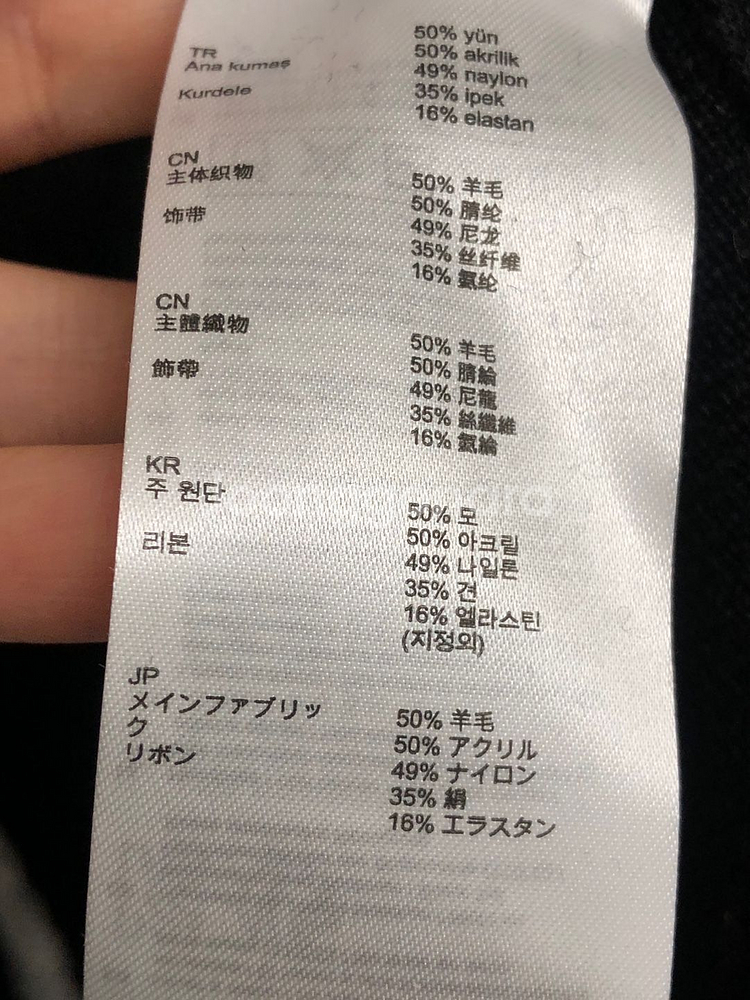 TR
Ana kumaş
50% yün
50% akrilik
Kurdele
49% naylon
35% ipek
16% elastan
CN
主体织物
50% 羊毛
50% 腈纶
饰带
49% 尼龙
35% 丝纤维
16% 氨纶
CN
主體織物
50% 羊毛
50% 腈綸
飾帶
49% 尼龍
35% 絲纖維
16% 氨綸
KR
주 원단
50% 모
50% 아크릴
리본
49% 나일론
35% 견
16% 엘라스틴
(지정외)
JP
メインファブリッ
ク
50% 羊毛
50% アクリル
リボン
49% ナイロン
35% 絹
16% エラスタン